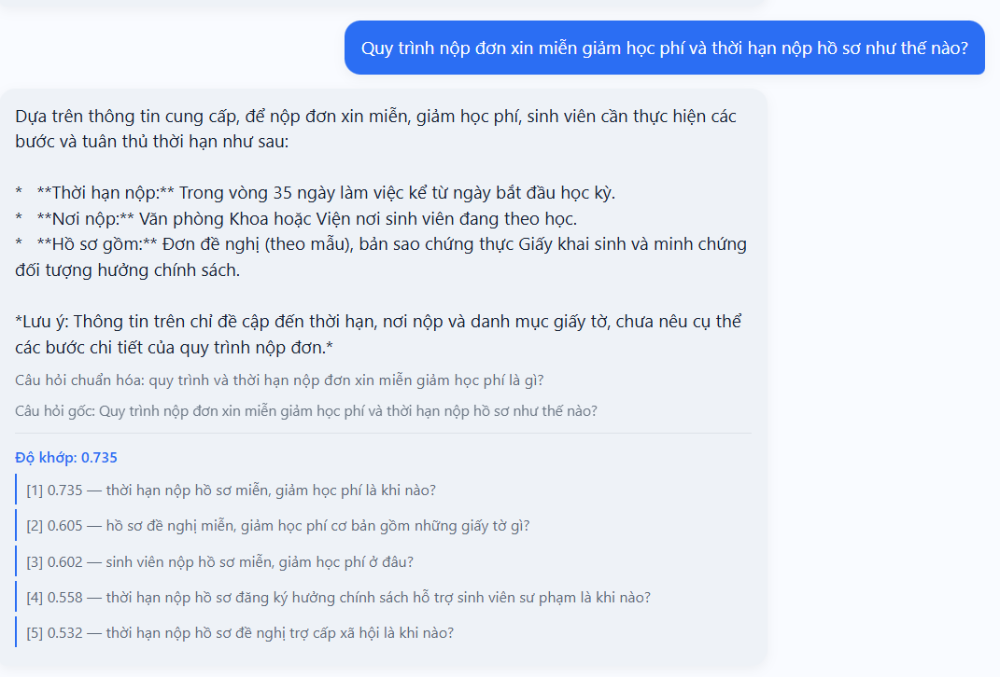 Quy trình nộp đơn xin miễn giảm học phí và thời hạn nộp hồ sơ như thế nào?
Dựa trên thông tin cung cấp, để nộp đơn xin miễn, giảm học phí, sinh viên cần thực hiện các
bước và tuân thủ thời hạn như sau:
*   **Thời hạn nộp:** Trong vòng 35 ngày làm việc kể từ ngày bắt đầu học kỳ.
*   **Nơi nộp:** Văn phòng Khoa hoặc Viện nơi sinh viên đang theo học.
*   **Hồ sơ gồm:** Đơn đề nghị (theo mẫu), bản sao chứng thực Giấy khai sinh và minh chứng
đối tượng hưởng chính sách.
*Lưu ý: Thông tin trên chỉ đề cập đến thời hạn, nơi nộp và danh mục giấy tờ, chưa nêu cụ thể
các bước chi tiết của quy trình nộp đơn.*
Câu hỏi chuẩn hóa: quy trình và thời hạn nộp đơn xin miễn giảm học phí là gì?
Câu hỏi gốc: Quy trình nộp đơn xin miễn giảm học phí và thời hạn nộp hồ sơ như thế nào?
Độ khớp: 0.735
[1] 0.735 — thời hạn nộp hồ sơ miễn, giảm học phí là khi nào?
[2] 0.605 — hồ sơ đề nghị miễn, giảm học phí cơ bản gồm những giấy tờ gì?
[3] 0.602 — sinh viên nộp hồ sơ miễn, giảm học phí ở đâu?
[4] 0.558 — thời hạn nộp hồ sơ đăng ký hưởng chính sách hỗ trợ sinh viên sư phạm là khi nào?
[5] 0.532 — thời hạn nộp hồ sơ đề nghị trợ cấp xã hội là khi nào?